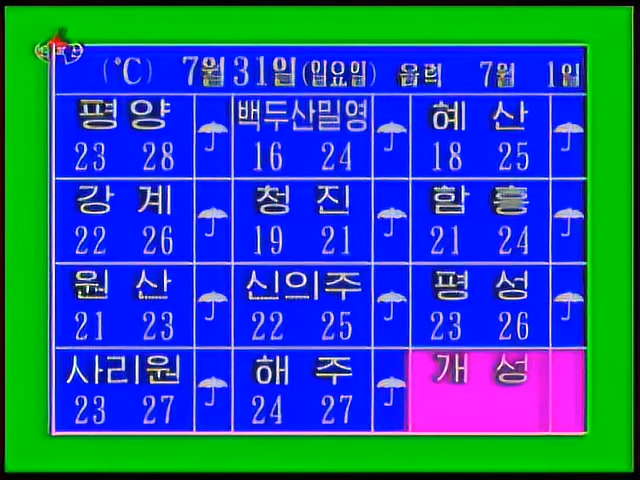 (℃) 7월 31일 (일요일) 음력 7월 1일
평양 백두산밀영 혜산
23 28 16 24 18 25
강계 청진 함흥
22 26 19 21 21 24
원산 신의주 평성
21 23 22 25 23 26
사리원 해주 개성
23 27 24 27